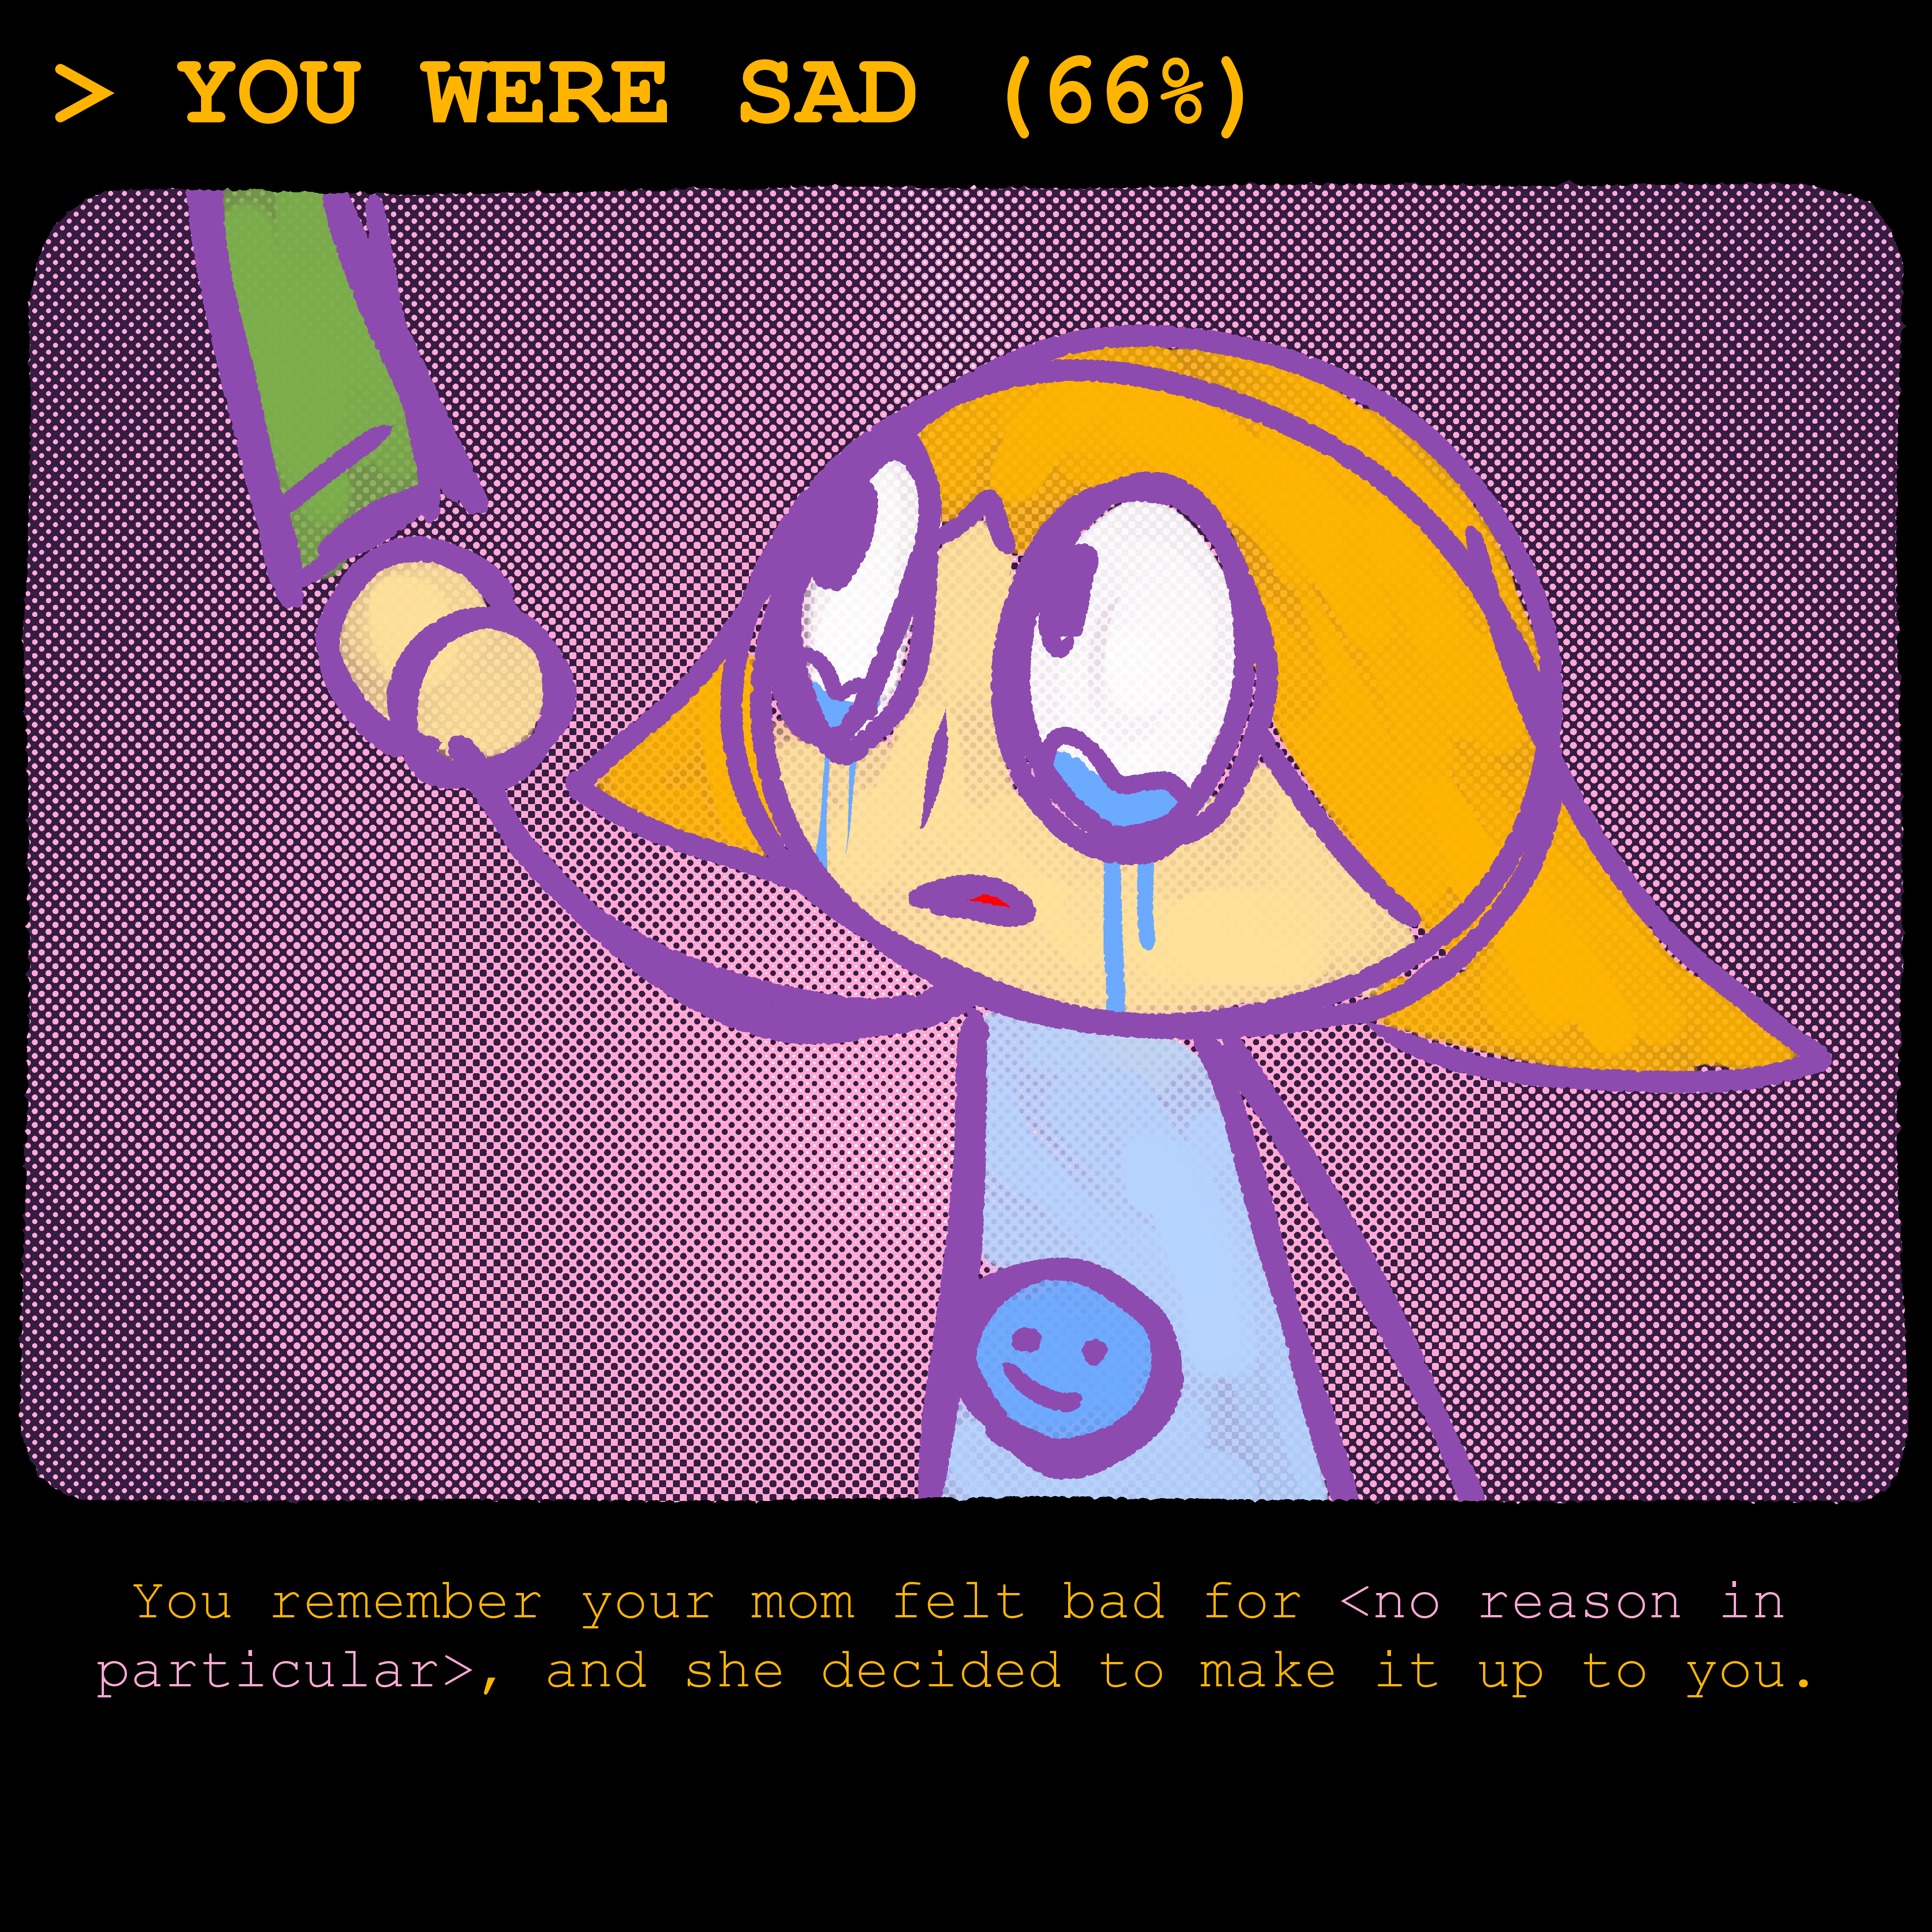 > YOU WERE SAD (66%)
You remember your mom felt bad for <no reason in
particular>, and she decided to make it up to you.